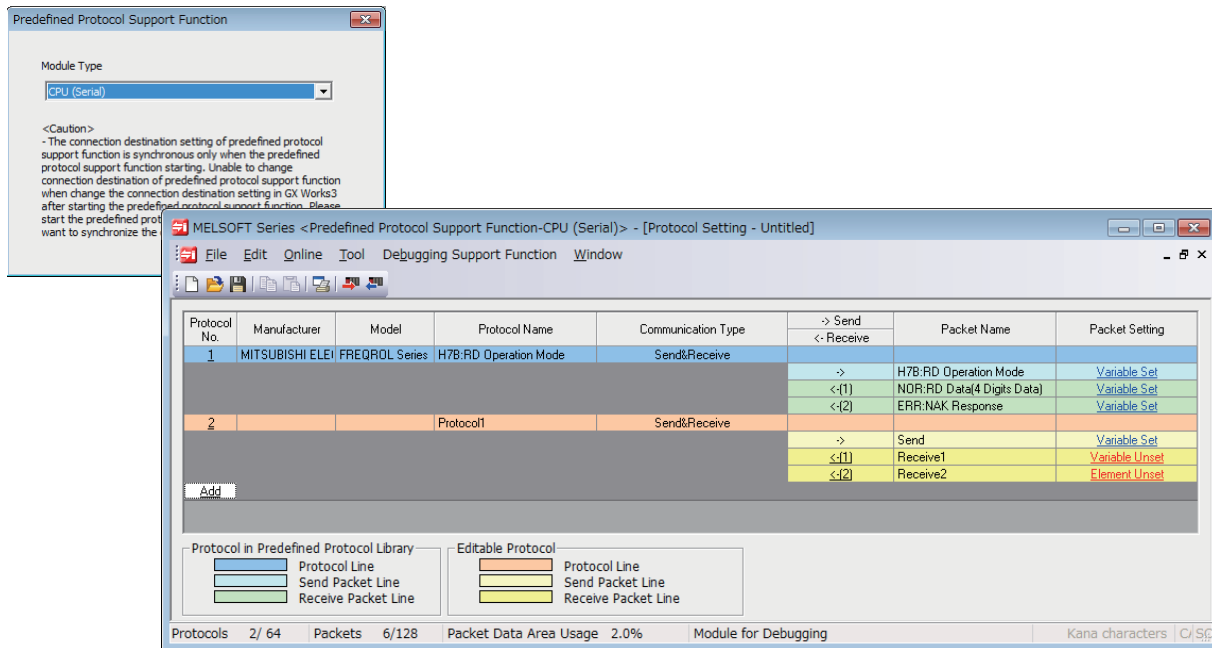 Predefined Protocol Support Function
Module Type
CPU (Serial)
<Caution>
- The connection destination setting of predefined protocol
support function is synchronous only when the predefined
protocol support function starting. Unable to change
connection destination of predefined protocol support function
when change the connection destination setting in GX Works3
after starting the predefined protocol support function. Please
start the predefined
want to synchronize the
MELSOFT Series <Predefined Protocol Support Function-CPU (Serial)> - [Protocol Setting - Untitled]
File Edit Online Tool Debugging Support Function Window
Protocol No. Manufacturer Model Protocol Name Communication Type -> Send <- Receive Packet Name Packet Setting
1 MITSUBISHI FREQROL Series H7B:RD Operation Mode Send&Receive
-> H7B:RD Operation Mode Variable Set
<-(1) NOR:RD Data(4 Digits Data) Variable Set
<-(2) ERR:NAK Response Variable Set
2 Protocol1 Send&Receive
-> Send Variable Set
<-(1) Receive1 Variable Unset
<-(2) Receive2 Element Unset
Add
Protocol in Predefined Protocol Library
Protocol Line
Send Packet Line
Receive Packet Line
Editable Protocol
Protocol Line
Send Packet Line
Receive Packet Line
Protocols 2/ 64 Packets 6/128 Packet Data Area Usage 2.0% Module for Debugging Kana characters